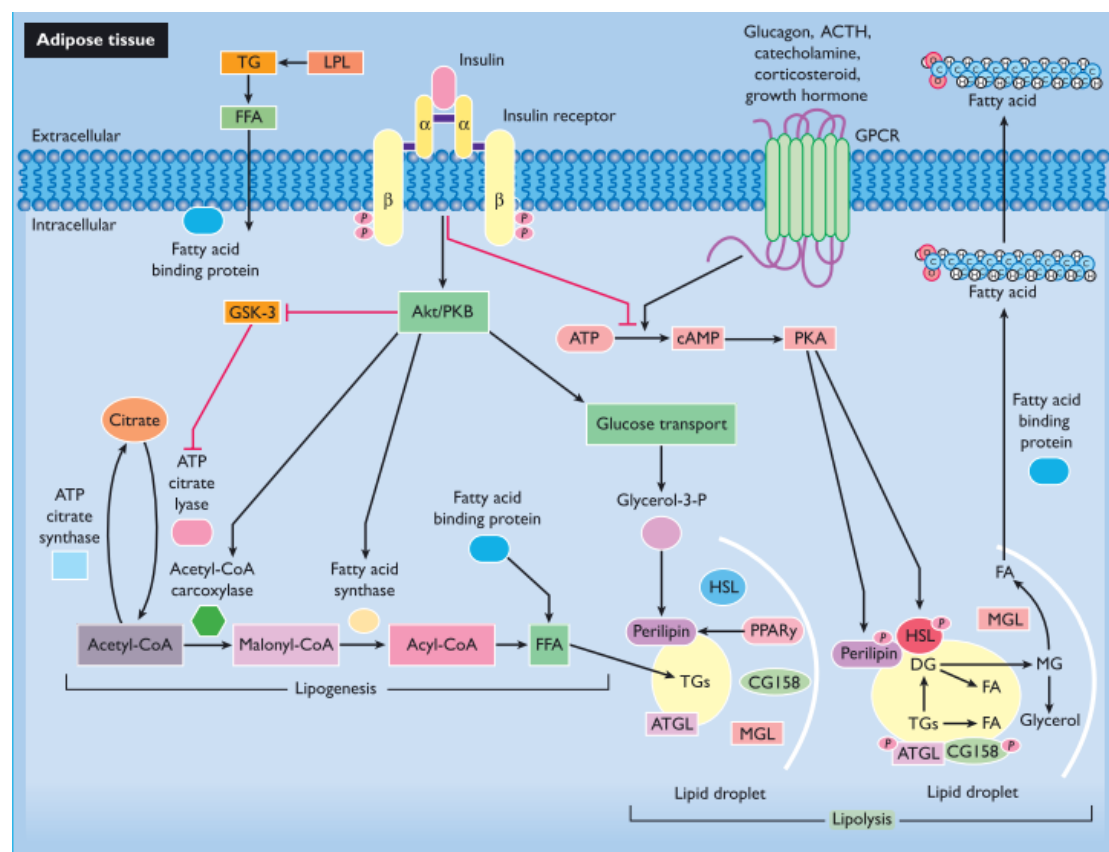 Adipose tissue
TG
LPL
FFA
Insulin
α
α
Insulin receptor
β
β
P
P
P
P
Glucagon, ACTH,
catecholamine,
corticosteroid,
growth hormone
GPCR
Extracellular
Intracellular
Fatty acid
binding protein
Fatty acid
Fatty acid
GSK-3
Akt/PKB
ATP
cAMP
PKA
Citrate
ATP
citrate
lyase
ATP
citrate
synthase
Glucose transport
Glycerol-3-P
Fatty acid
binding protein
Fatty acid
binding
protein
Acetyl-CoA
carcoxylase
Fatty acid
synthase
Acetyl-CoA
Malonyl-CoA
Acyl-CoA
FFA
Lipogenesis
HSL
Perilipin
PPARγ
TGs
CG158
ATGL
MGL
Lipid droplet
FA
MGL
P
HSL
P
Perilipin
DG
MG
FA
TGs
FA
Glycerol
P
ATGL
CG158
P
Lipid droplet
Lipolysis